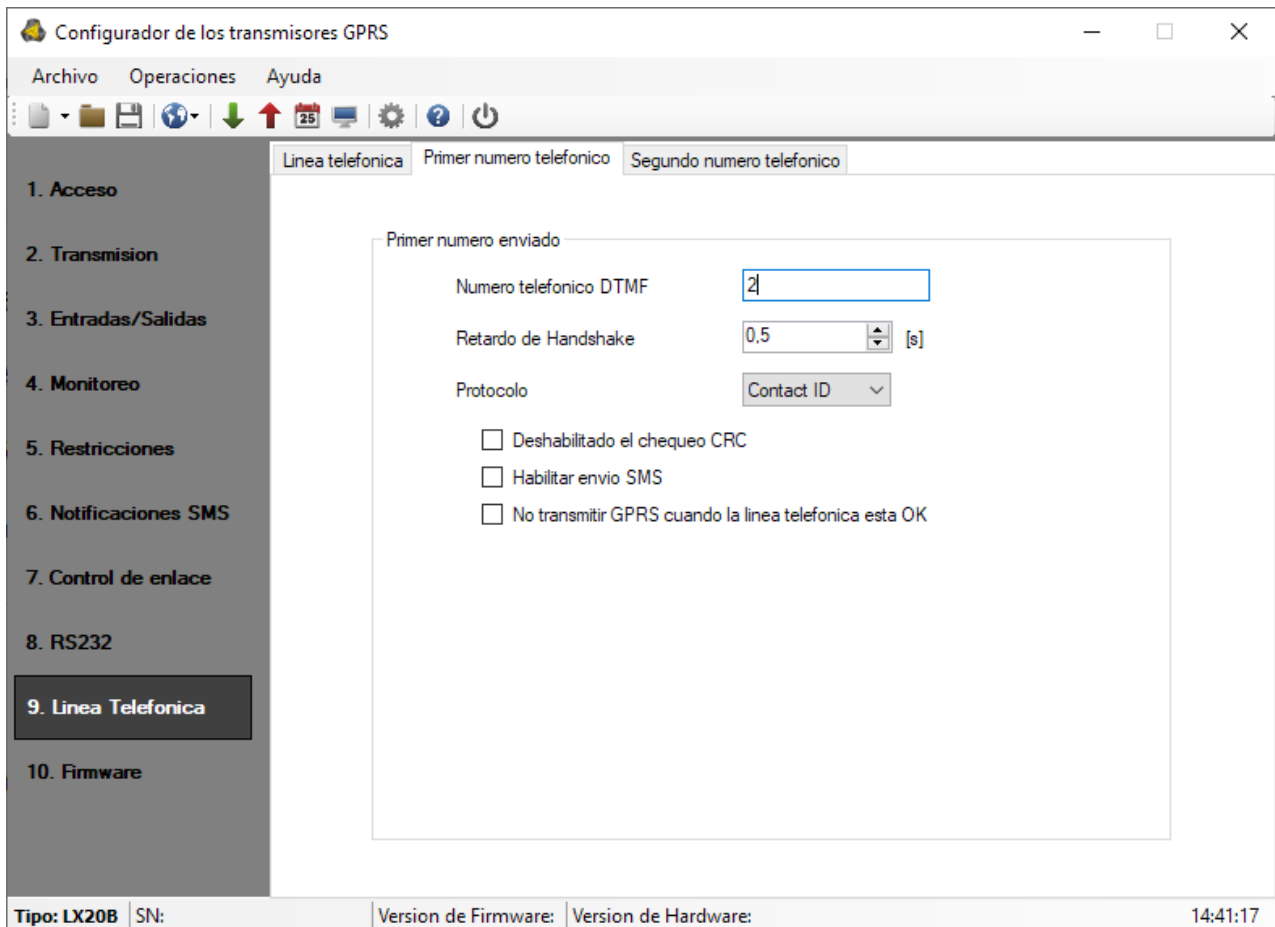 Configurador de los transmisores GPRS
Archivo Operaciones Ayuda
25
Linea telefonica Primer numero telefonico Segundo numero telefonico
1. Acceso
2. Transmision
3. Entradas/Salidas
4. Monitoreo
5. Restricciones
6. Notificaciones SMS
7. Control de enlace
8. RS232
9. Linea Telefonica
10. Firmware
Primer numero enviado
Numero telefonico DTMF 2
Retardo de Handshake 0,5 [s]
Protocolo Contact ID
Deshabilitado el chequeo CRC
Habilitar envio SMS
No transmitir GPRS cuando la linea telefonica esta OK
Tipo: LX20B SN: Version de Firmware: Version de Hardware: 14:41:17